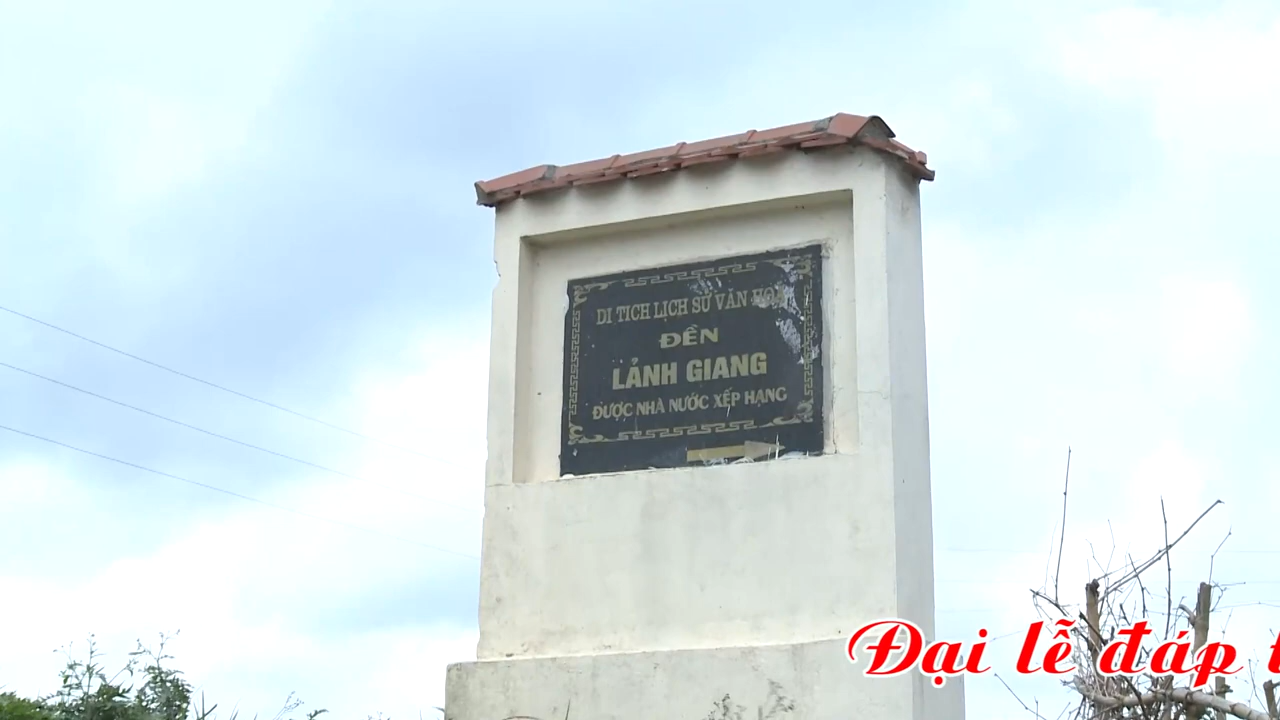 DI TÍCH LỊCH SỬ VĂN HOÁ
ĐỀN
LẢNH GIANG
ĐƯỢC NHÀ NƯỚC XẾP HẠNG
Đại lễ đáp